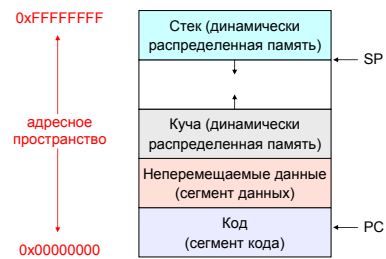 0xFFFFFFFF
Стек (динамически
распределенная память)
SP
адресное
пространство
Куча (динамически
распределенная память)
Неперемещаемые данные
(сегмент данных)
Код
(сегмент кода)
PC
0x00000000